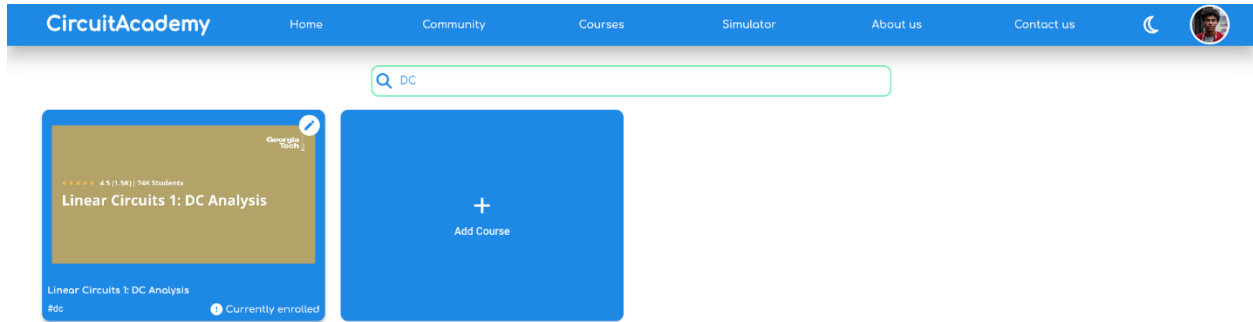 CircuitAcademy Home Community Courses Simulator About us Contact us
DC
Georgia
Tech
4.5 (1.5K) | 74K Students
Linear Circuits 1: DC Analysis
+
Add Course
Linear Circuits 1: DC Analysis
#dc Currently enrolled